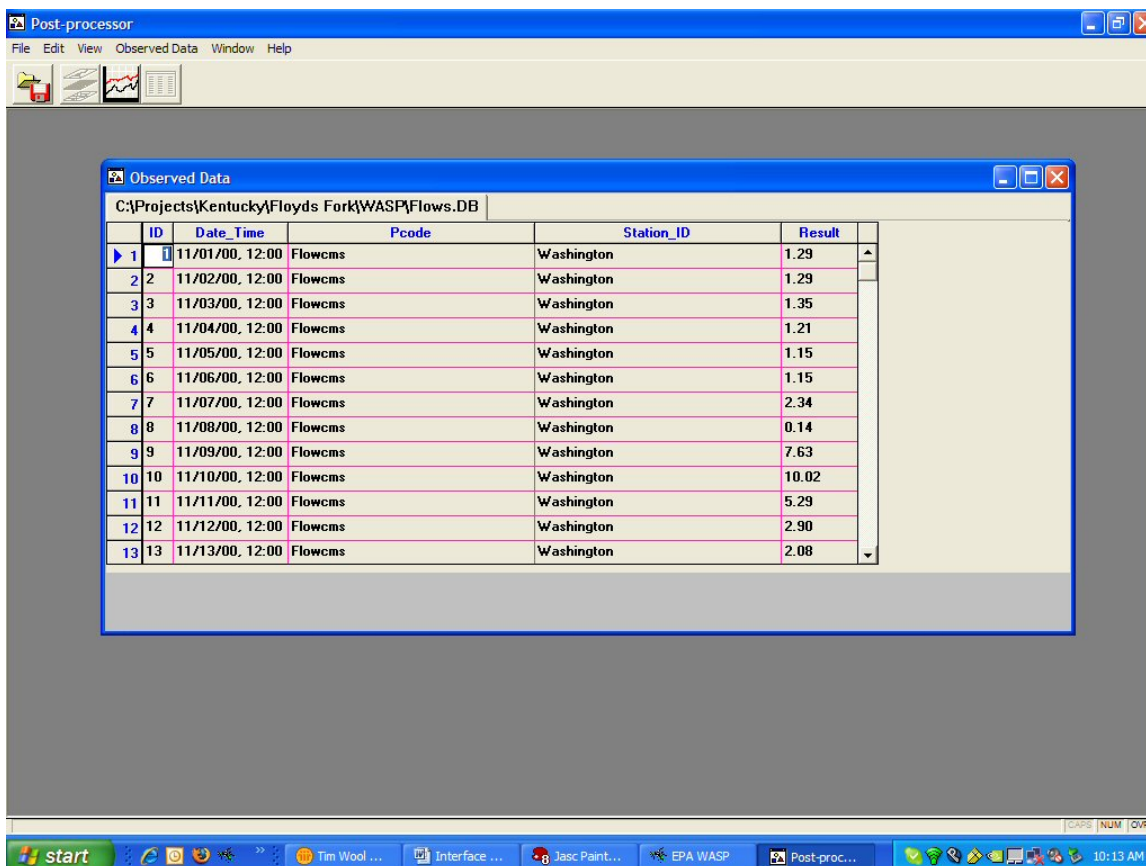 Post-processor
File Edit View Observed Data Window Help
Observed Data
C:\Projects\Kentucky\Floyds Fork\WASP\Flows.DB
ID Date_Time Pcode Station_ID Result
1 1 11/01/00, 12:00 Flowcms Washington 1.29
2 2 11/02/00, 12:00 Flowcms Washington 1.29
3 3 11/03/00, 12:00 Flowcms Washington 1.35
4 4 11/04/00, 12:00 Flowcms Washington 1.21
5 5 11/05/00, 12:00 Flowcms Washington 1.15
6 6 11/06/00, 12:00 Flowcms Washington 1.15
7 7 11/07/00, 12:00 Flowcms Washington 2.34
8 8 11/08/00, 12:00 Flowcms Washington 0.14
9 9 11/09/00, 12:00 Flowcms Washington 7.63
10 10 11/10/00, 12:00 Flowcms Washington 10.02
11 11 11/11/00, 12:00 Flowcms Washington 5.29
12 12 11/12/00, 12:00 Flowcms Washington 2.90
13 13 11/13/00, 12:00 Flowcms Washington 2.08
CAPS NUM OVR
start » Tim Wool ... Interface ... Jasc Paint... EPA WASP Post-proc... 10:13 AM